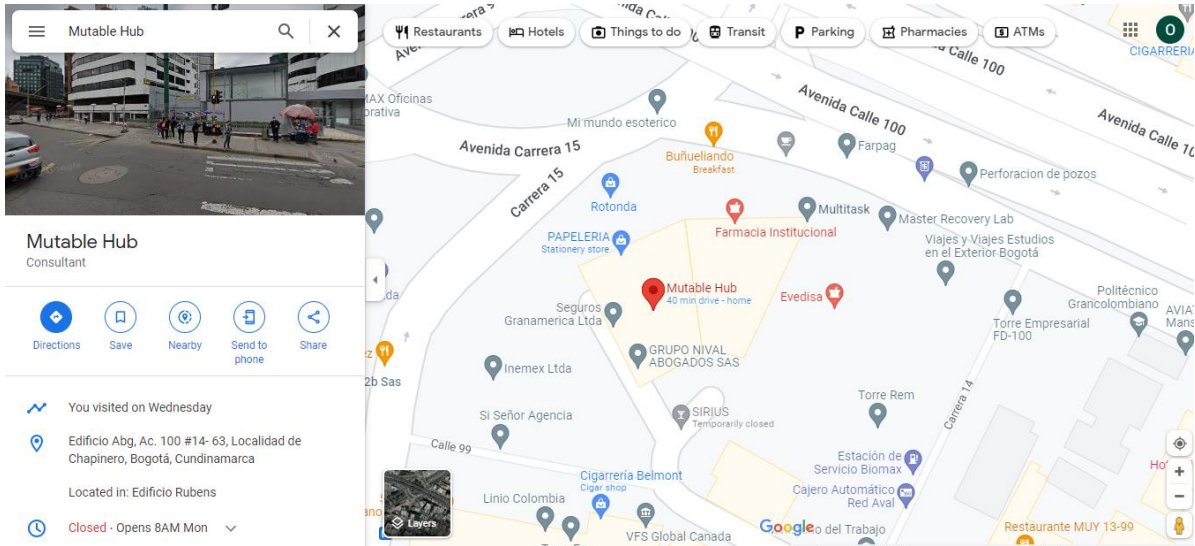 Mutable Hub
Restaurants
Hotels
Things to do
Transit
Parking
Pharmacies
ATMs
O
Mutable Hub
Consultant
Directions
Save
Nearby
Send to
phone
Share
You visited on Wednesday
Edificio Abg, Ac. 100 #14- 63, Localidad de
Chapinero, Bogotá, Cundinamarca
Located in: Edificio Rubens
Closed · Opens 8AM Mon
Calle 100
Calle 100
CIGARRERIA
Mi mundo esoterico
Avenida Calle 100
Avenida Calle 10
Avenida Carrera 15
Carrera 15
Buñueliando
Breakfast
Farpag
Perforacion de pozos
Rotonda
Multitask
Master Recovery Lab
Farmacia Institucional
PAPELERIA
Stationery store
Viajes y Viajes Estudios
en el Exterior Bogotá
Mutable Hub
40 min drive - home
Evedisa
Politécnico
Grancolombiano
Seguros
Granamerica Ltda
Torre Empresarial
FD-100
GRUPO NIVAL
ABOGADOS SAS
Inemex Ltda
2b Sas
Torre Rem
Carrera 14
SIRIUS
Temporarily closed
Si Señor Agencia
Calle 99
Estación de
Servicio Biomax
Cigarrería Belmont
Cigar shop
Cajero Automático
Red Aval
Linio Colombia
Layers
VFS Global Canada
Google
o del Trabajo
Restaurante MUY 13-99